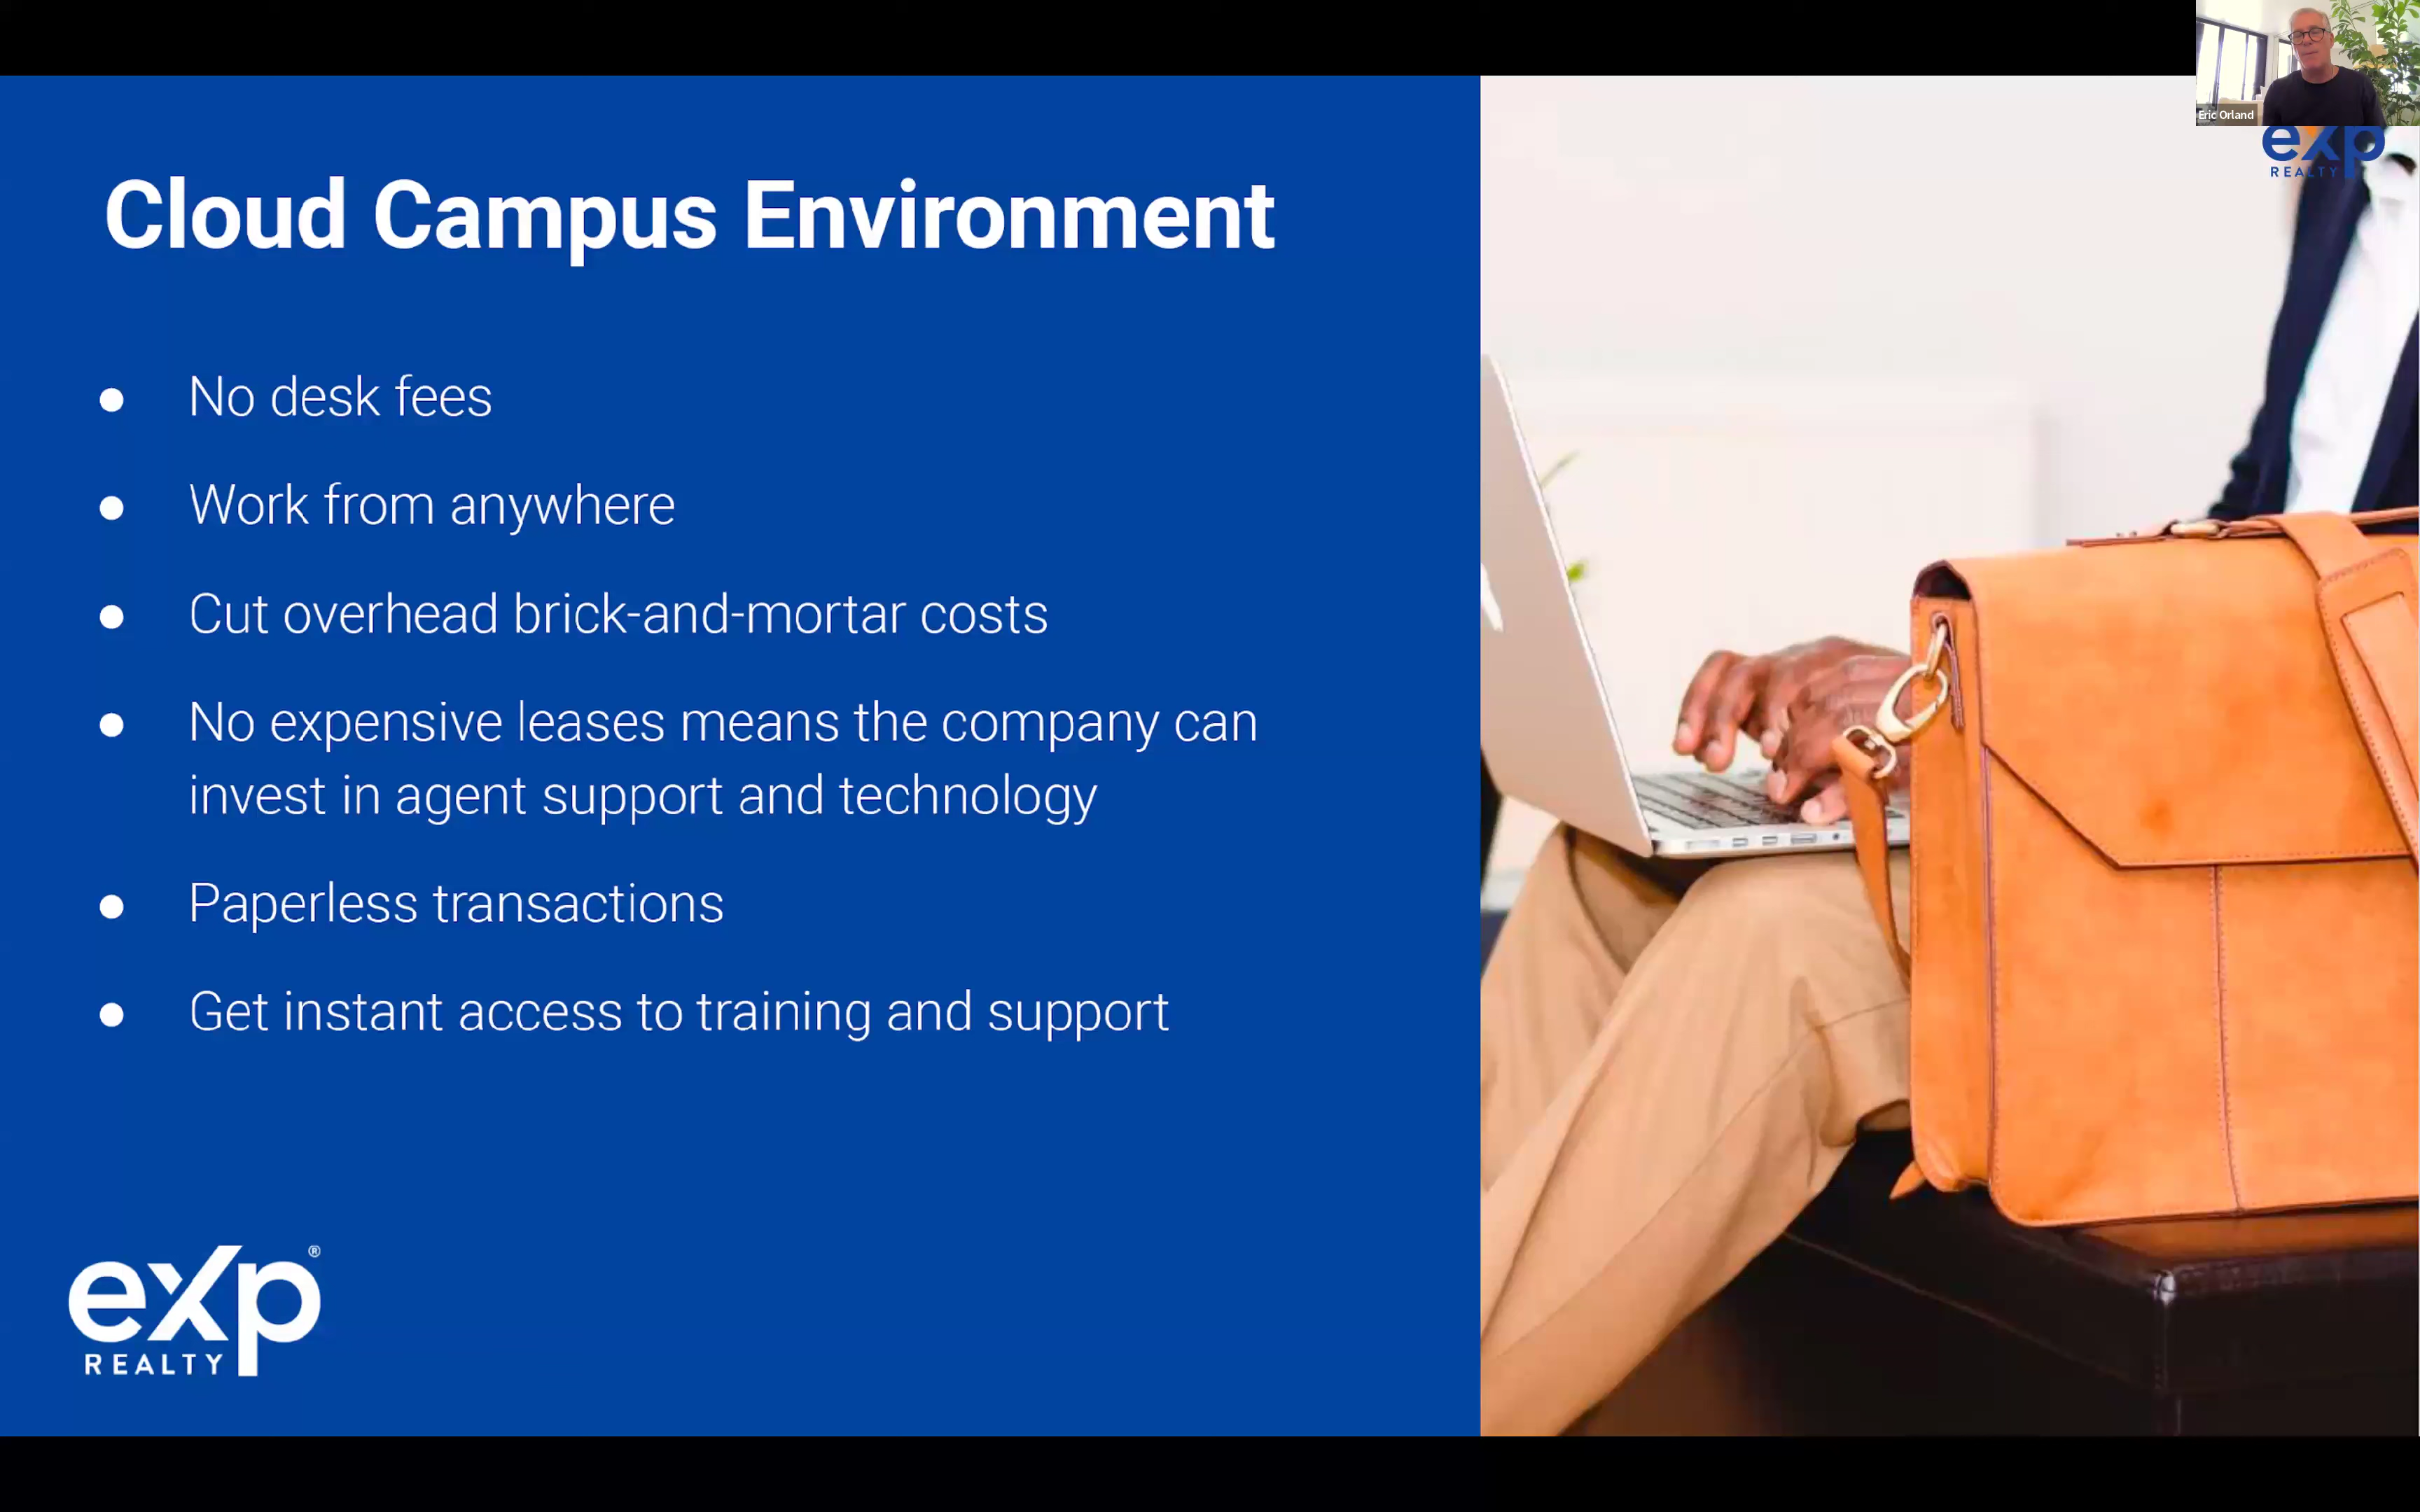 Eric Orland
exp
REALTY
Cloud Campus Environment
● No desk fees
● Work from anywhere
● Cut overhead brick-and-mortar costs
● No expensive leases means the company can
invest in agent support and technology
● Paperless transactions
● Get instant access to training and support
eXp®
REALTY